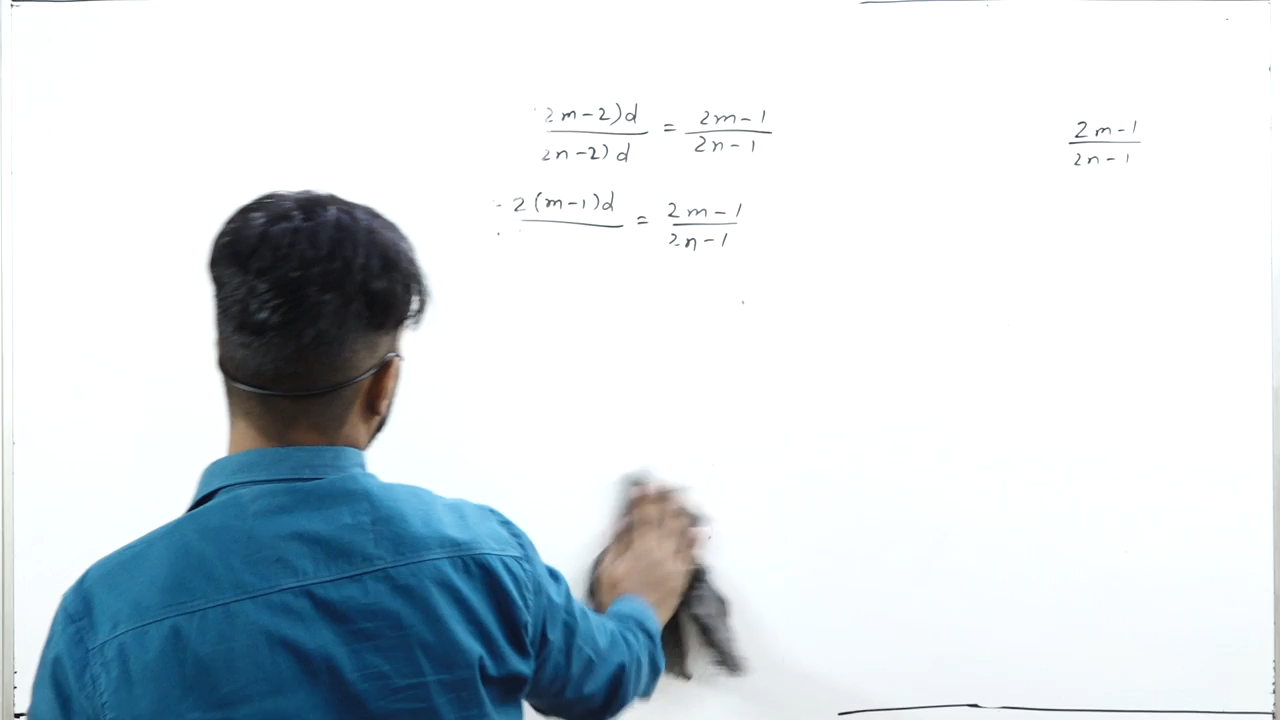 2m-2)d / 2n-2)d = 2m-1 / 2n-1
2(m-1)d / = 2m-1 / 2n-1
2m-1 / 2n-1